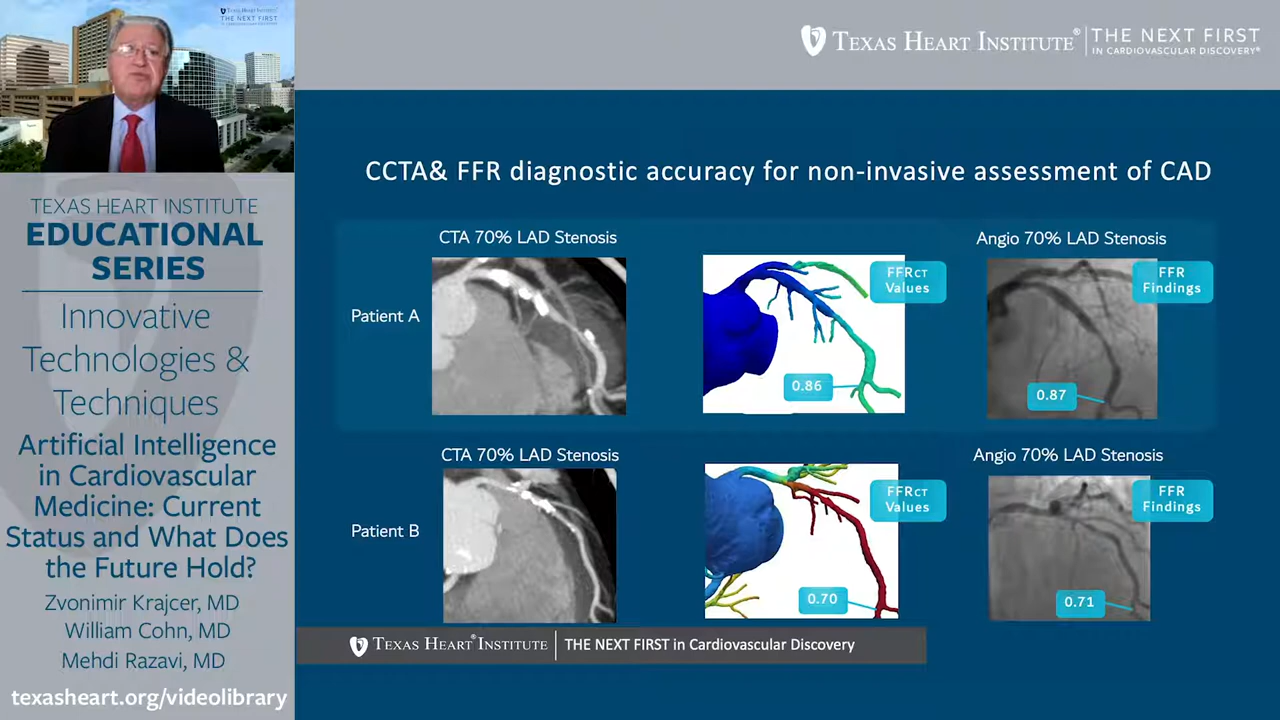 Texas Heart Institute
THE NEXT FIRST
TEXAS HEART INSTITUTE® THE NEXT FIRST
IN CARDIOVASCULAR DISCOVERY®
TEXAS HEART INSTITUTE
EDUCATIONAL
SERIES
Innovative
Technologies &
Techniques
Artificial Intelligence
in Cardiovascular
Medicine: Current
Status and What Does
the Future Hold?
Zvonimir Krajcer, MD
William Cohn, MD
Mehdi Razavi, MD
texasheart.org/videolibrary
CCTA& FFR diagnostic accuracy for non-invasive assessment of CAD
CTA 70% LAD Stenosis
Angio 70% LAD Stenosis
Patient A
FFRCT
Values
0.86
FFR
Findings
0.87
CTA 70% LAD Stenosis
Angio 70% LAD Stenosis
Patient B
FFRCT
Values
0.70
FFR
Findings
0.71
TEXAS HEART® INSTITUTE THE NEXT FIRST in Cardiovascular Discovery